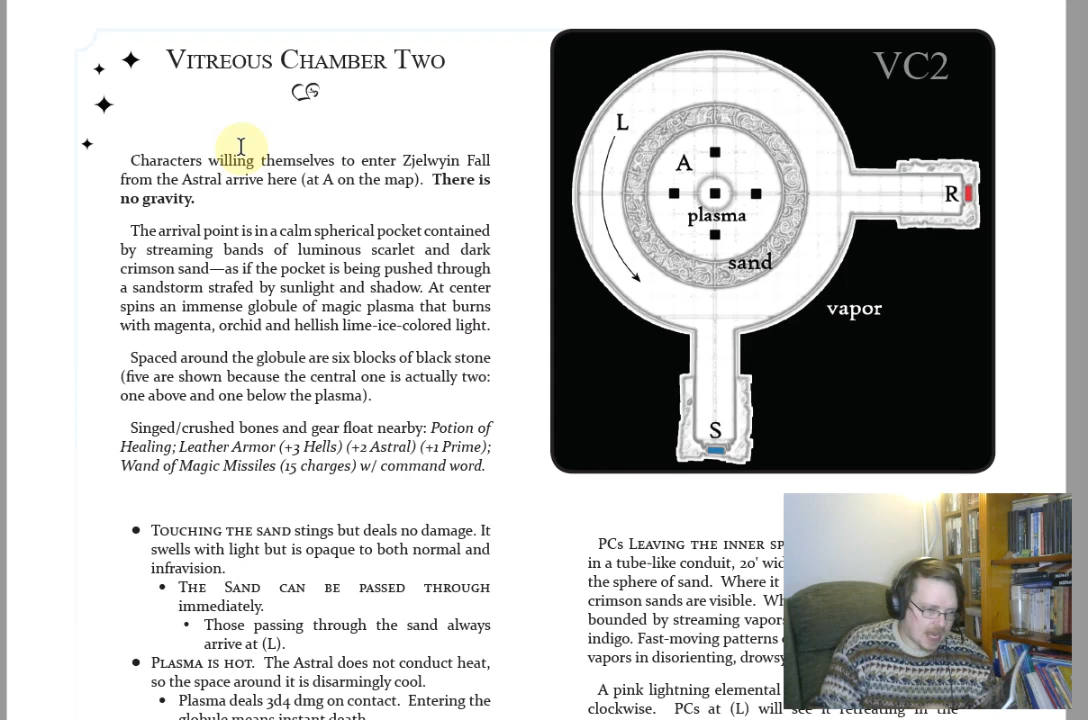 Vitreous Chamber Two
Characters willing themselves to enter Zjelwyin Fall
from the Astral arrive here (at A on the map). There is
no gravity.
The arrival point is in a calm spherical pocket contained
by streaming bands of luminous scarlet and dark
crimson sand—as if the pocket is being pushed through
a sandstorm strafed by sunlight and shadow. At center
spins an immense globule of magic plasma that burns
with magenta, orchid and hellish lime-ice-colored light.
Spaced around the globule are six blocks of black stone
(five are shown because the central one is actually two:
one above and one below the plasma).
Singed/crushed bones and gear float nearby: Potion of
Healing; Leather Armor (+3 Hells) (+2 Astral) (+1 Prime);
Wand of Magic Missiles (15 charges) w/ command word.
• Touching the sand stings but deals no damage. It
swells with light but is opaque to both normal and
infravision.
• The Sand can be passed through
immediately.
• Those passing through the sand always
arrive at (L).
• Plasma is hot. The Astral does not conduct heat,
so the space around it is disarmingly cool.
• Plasma deals 3d4 dmg on contact. Entering the
globule means instant death.
VC2
L
A
R
plasma
sand
vapor
S
PCs Leaving the inner sp
in a tube-like conduit, 20' wid
the sphere of sand. Where it
crimson sands are visible. Wh
bounded by streaming vapors
indigo. Fast-moving patterns
vapors in disorienting, drowsy
A pink lightning elemental
clockwise. PCs at (L) will see it retreating in the